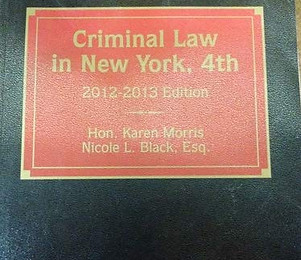 Criminal Law
in New York, 4th
2012-2013 Edition
Hon. Karen Morris
Nicole L. Black, Esq.